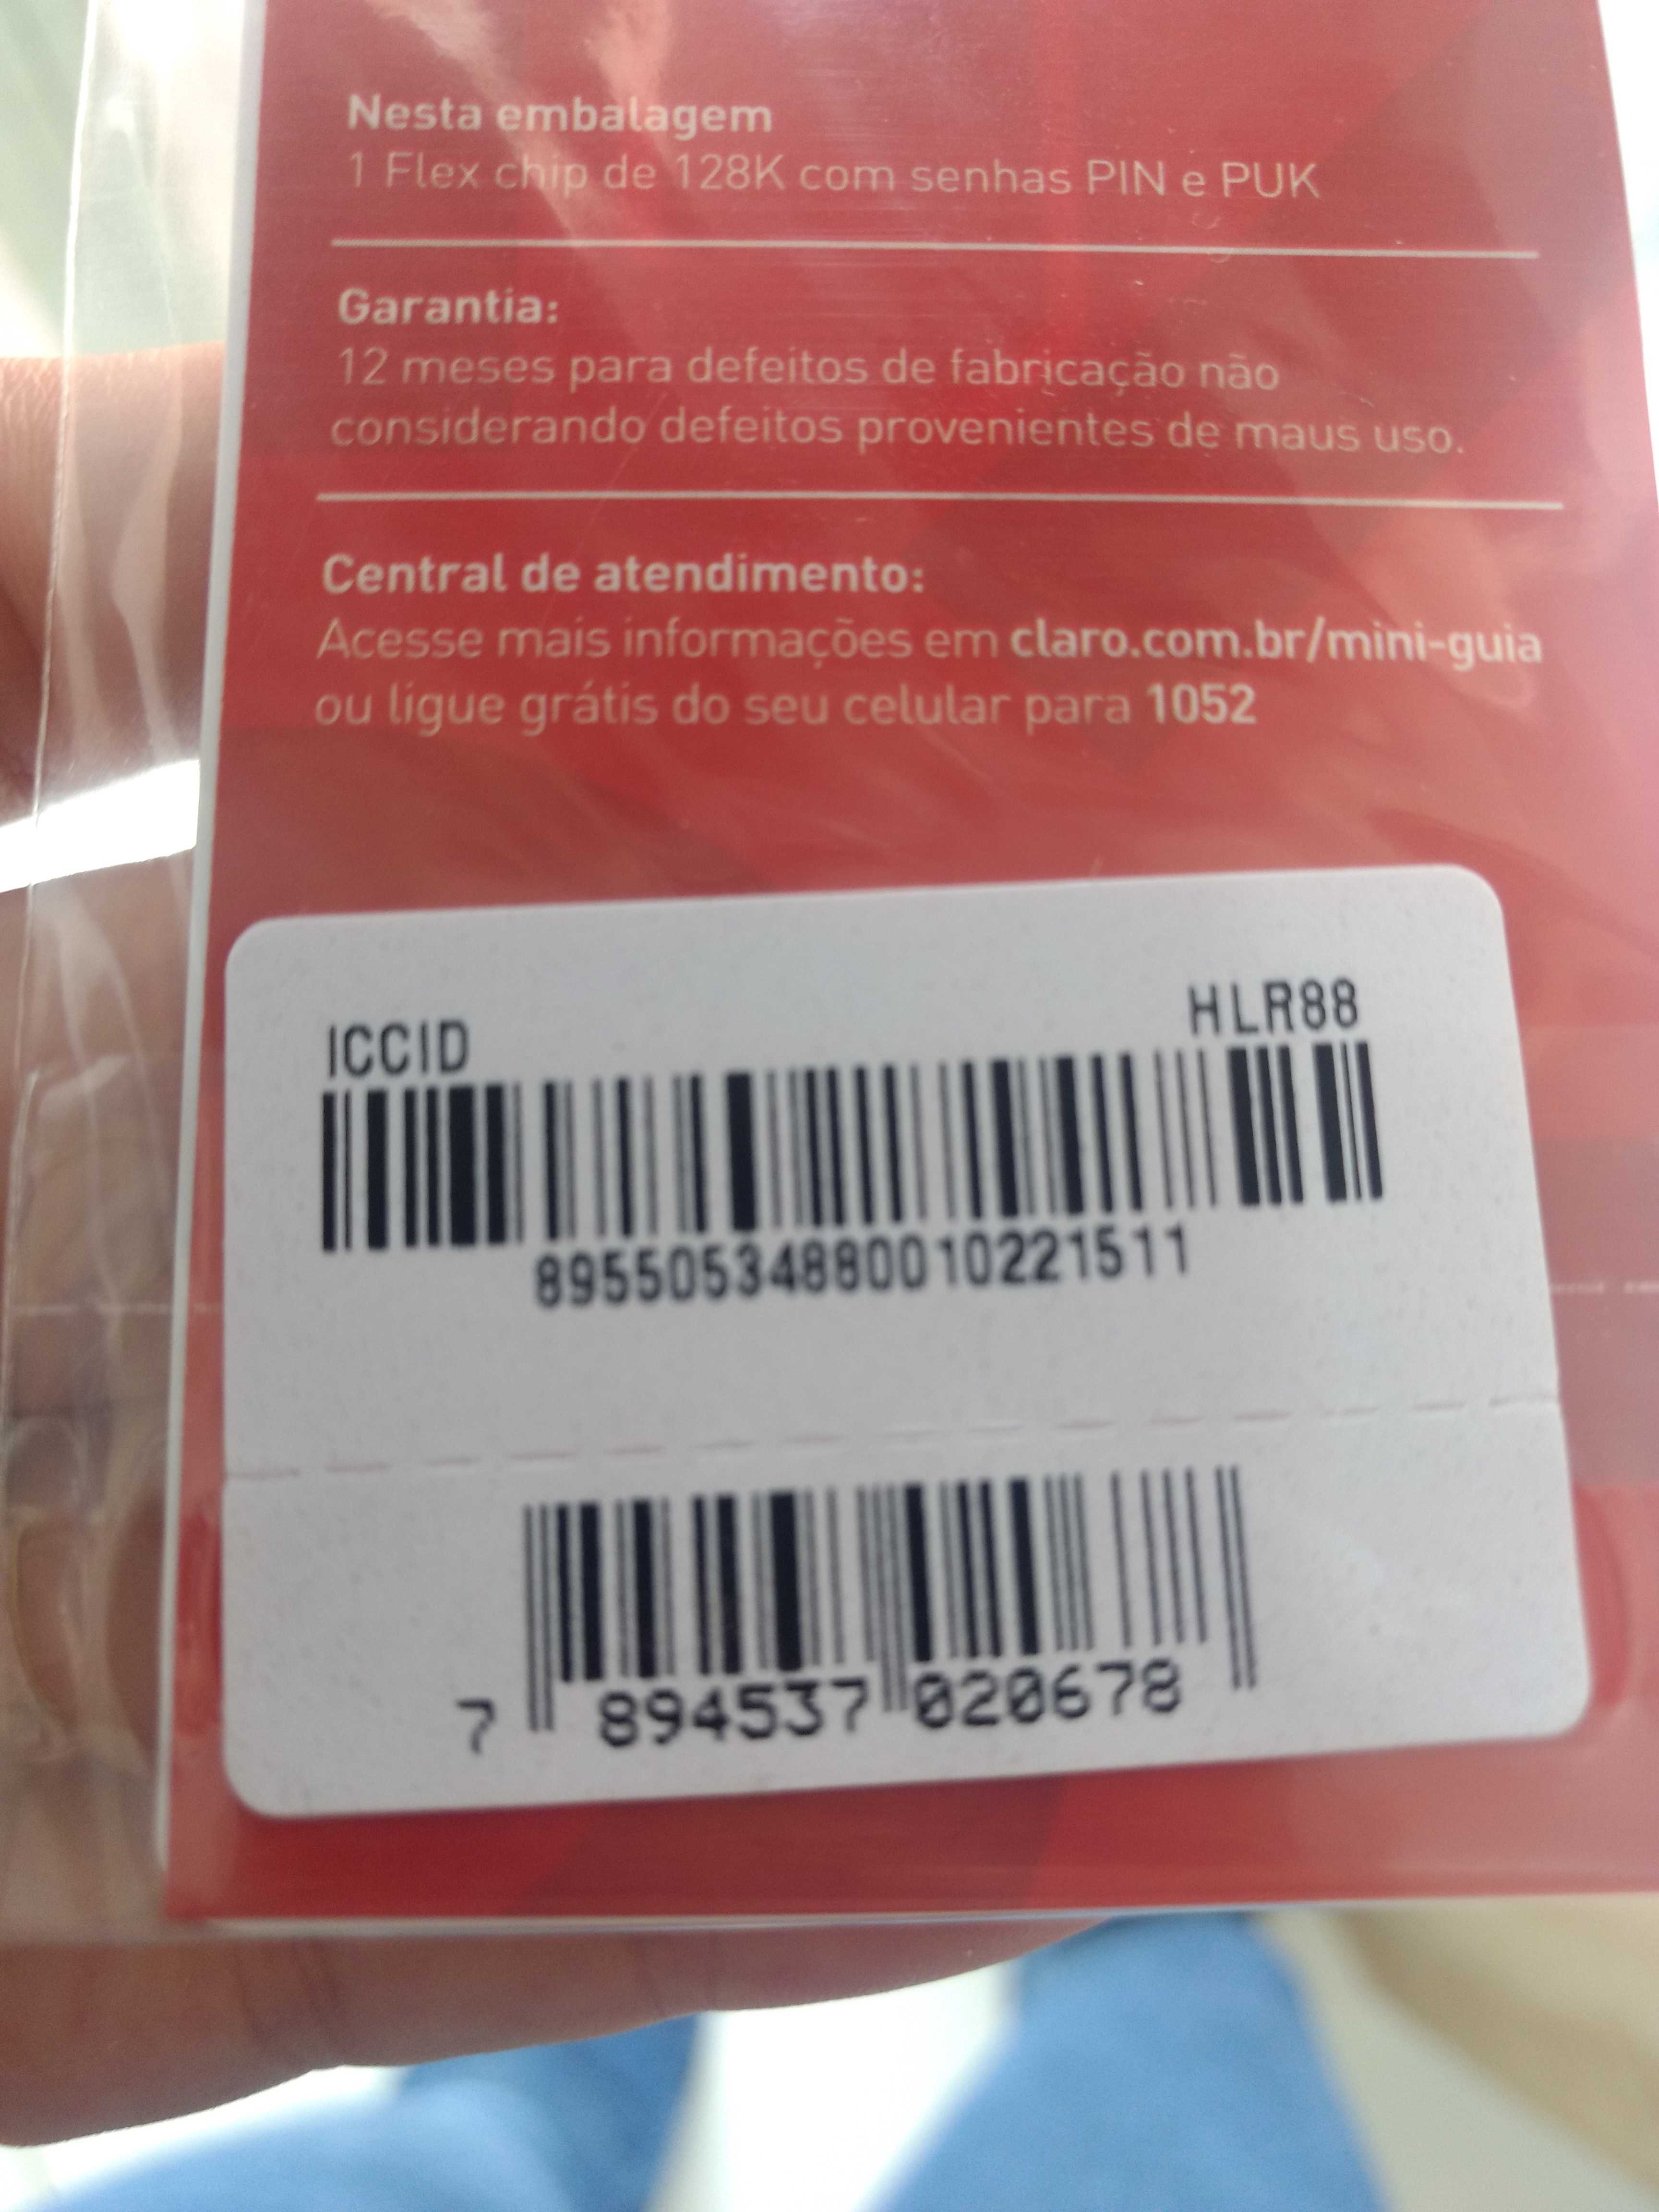 Nesta embalagem
1 Flex chip de 128K com senhas PIN e PUK
Garantia:
12 meses para defeitos de fabricação não
considerando defeitos provenientes de maus uso.
Central de atendimento:
Acesse mais informações em claro.com.br/mini-guia
ou ligue grátis do seu celular para 1052
ICCID HLR88
89550534880010221511
7 894537 020678